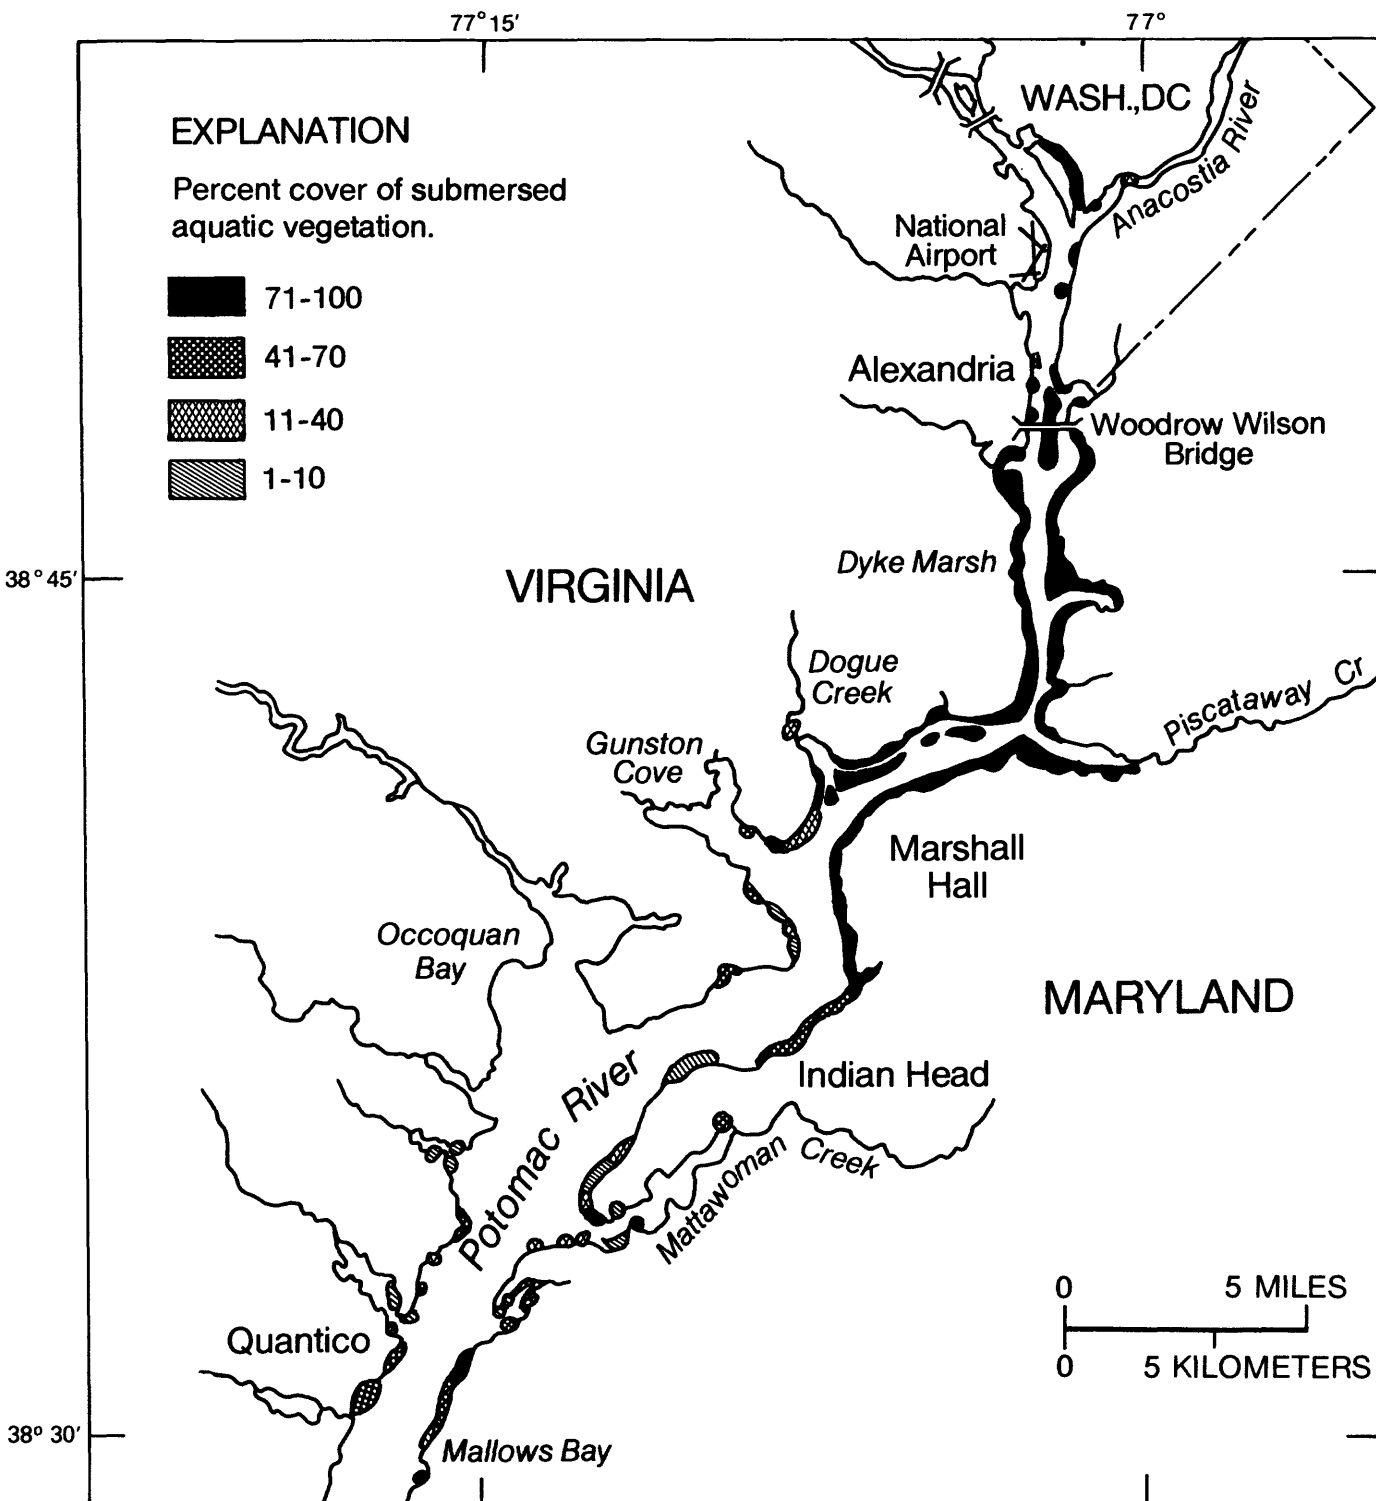 77°15′
77°
WASH.,DC
Anacostia River
EXPLANATION
Percent cover of submersed
aquatic vegetation.
71-100
41-70
11-40
1-10
National
Airport
Alexandria
Woodrow Wilson
Bridge
Dyke Marsh
38°45′
VIRGINIA
Dogue
Creek
Piscataway Cr
Gunston
Cove
Marshall
Hall
Occoquan
Bay
MARYLAND
Potomac River
Indian Head
Mattawoman Creek
0 5 MILES
0 5 KILOMETERS
Quantico
38° 30′
Mallows Bay